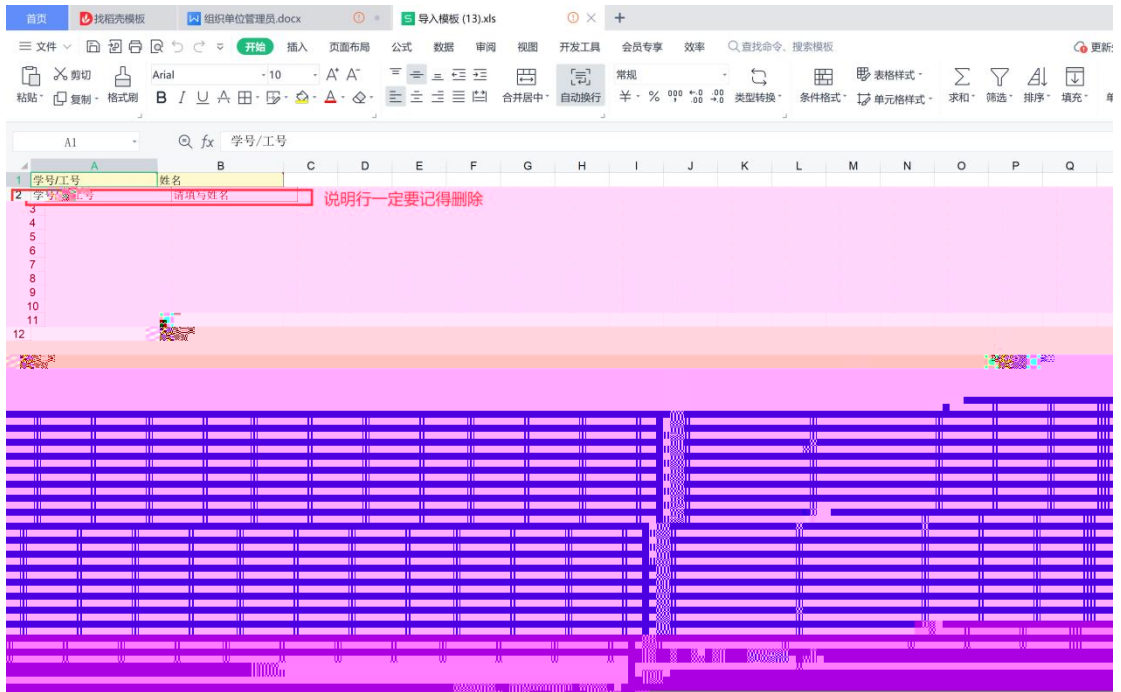 首页 找稻壳模板 组织单位管理员.docx 导入模板 (13).xls
文件 开始 插入 页面布局 公式 数据 审阅 视图 开发工具 会员专享 效率 查找命令、搜索模板
剪切 Arial 10 A⁺ A⁻ 常规 表格样式
粘贴 复制 格式刷 B I U A 合并居中 自动换行 ¥ % 类型转换 条件格式 单元格样式 求和 筛选 排序 填充
A1 fx 学号/工号
A B C D E F G H I J K L M N O P Q
1 学号/工号 姓名
2 请填写姓名 说明行一定要记得删除
3
4
5
6
7
8
9
10
11
12